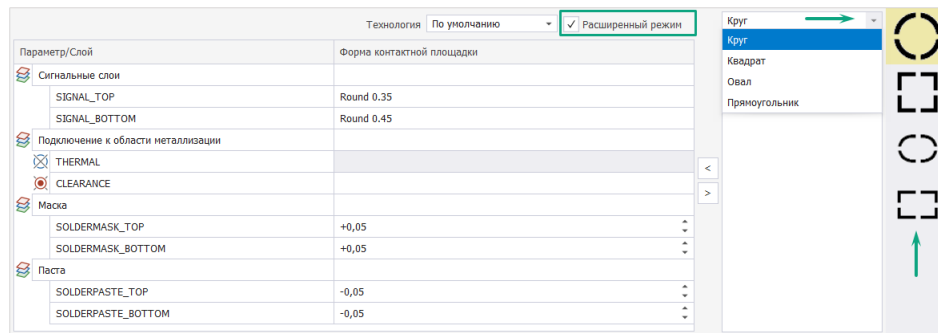 Технология По умолчанию Расширенный режим
Круг
Круг
Квадрат
Овал
Прямоугольник
Параметр/Слой Форма контактной площадки
Сигнальные слои
SIGNAL_TOP Round 0.35
SIGNAL_BOTTOM Round 0.45
Подключение к области металлизации
THERMAL
CLEARANCE
<
>
Маска
SOLDERMASK_TOP +0,05
SOLDERMASK_BOTTOM +0,05
Паста
SOLDERPASTE_TOP -0,05
SOLDERPASTE_BOTTOM -0,05